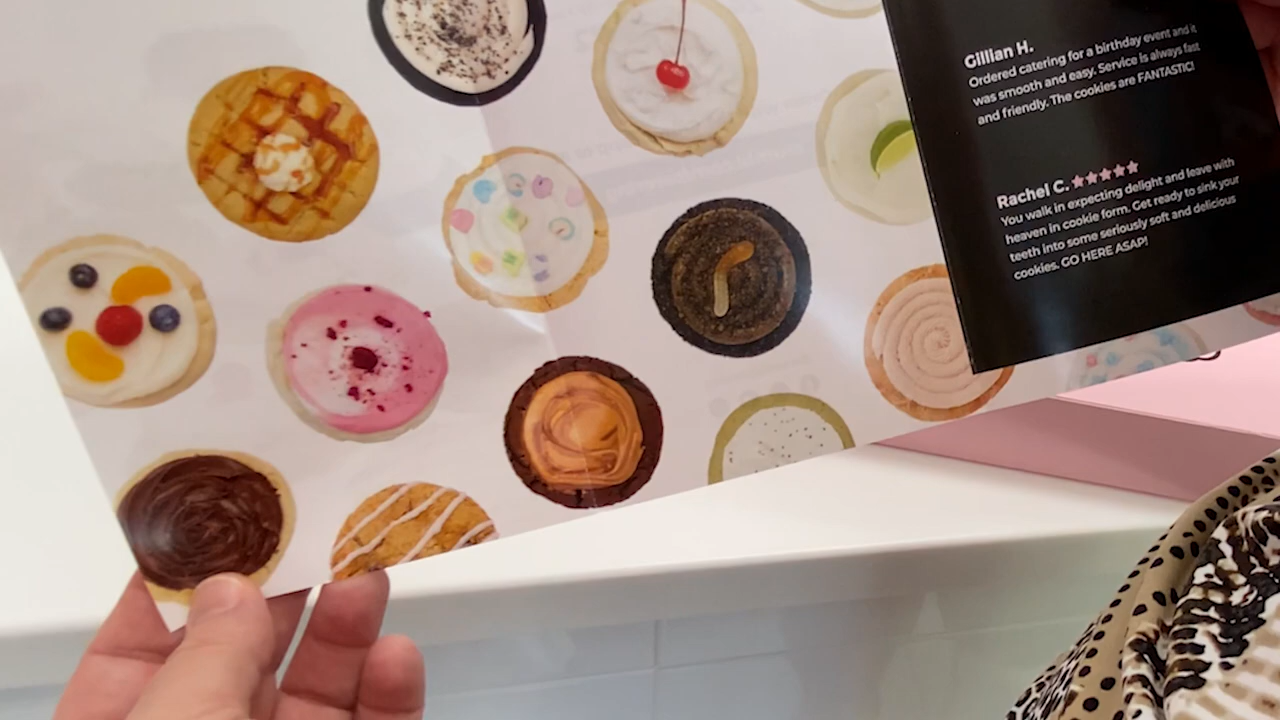 Gillian H.
Ordered catering for a birthday event and it
was smooth and easy. Service is always fast
and friendly. The cookies are FANTASTIC!
Rachel C. ★★★★★
You walk in expecting delight and leave with
heaven in cookie form. Get ready to sink your
teeth into some seriously soft and delicious
cookies. GO HERE ASAP!